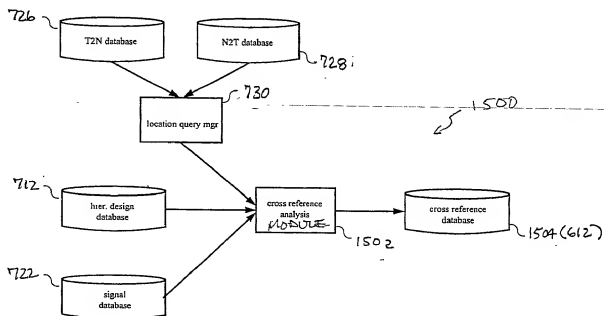 726
T2N database
N2T database
728
730
location query mgr
1500
712
hier. design
database
cross reference
analysis
MODULE
1502
cross reference
database
1504 (612)
722
signal
database